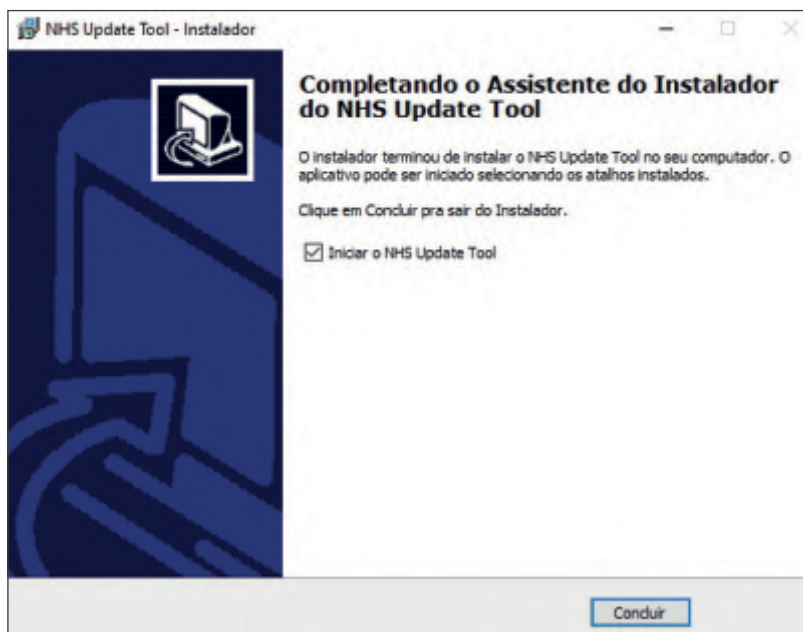 NHS Update Tool - Instalador
Completando o Assistente do Instalador
do NHS Update Tool
O instalador terminou de instalar o NHS Update Tool no seu computador. O
aplicativo pode ser iniciado selecionando os atalhos instalados.
Clique em Concluir pra sair do Instalador.
Iniciar o NHS Update Tool
Concluir